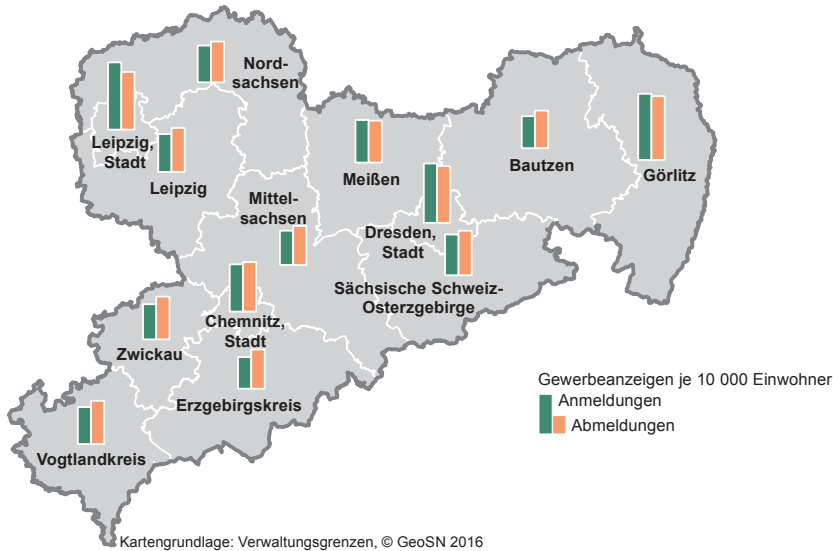 Nord-
sachsen
Leipzig,
Stadt
Leipzig
Meißen
Bautzen
Görlitz
Mittel-
sachsen
Dresden,
Stadt
Sächsische Schweiz-
Osterzgebirge
Chemnitz,
Stadt
Zwickau
Erzgebirgskreis
Vogtlandkreis
Gewerbeanzeigen je 10 000 Einwohner
Anmeldungen
Abmeldungen
Kartengrundlage: Verwaltungsgrenzen, © GeoSN 2016